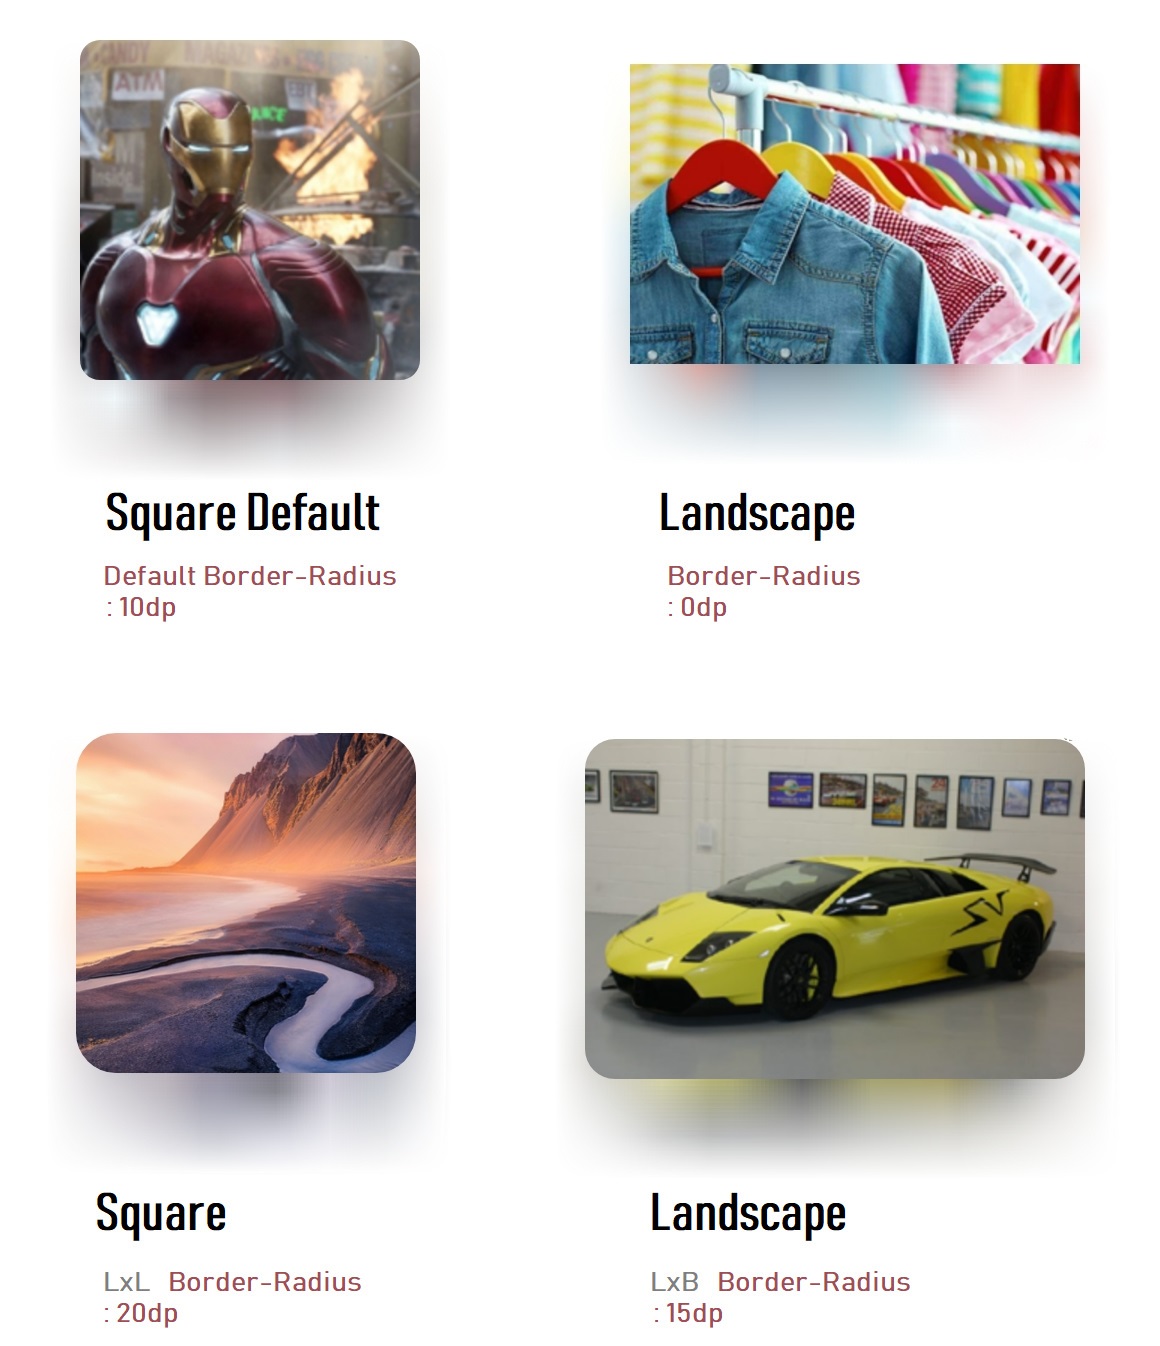 Square Default
Default Border-Radius
: 10dp
Landscape
Border-Radius
: 0dp
Square
LxL Border-Radius
: 20dp
Landscape
LxB Border-Radius
: 15dp